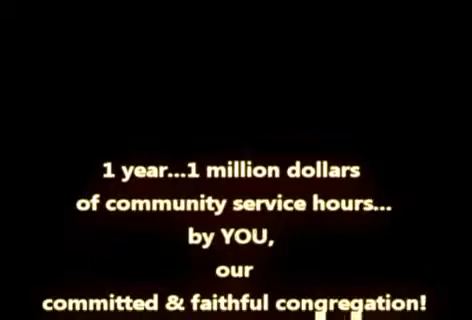 1 year...1 million dollars
of community service hours...
by YOU,
our
committed & faithful congregation!